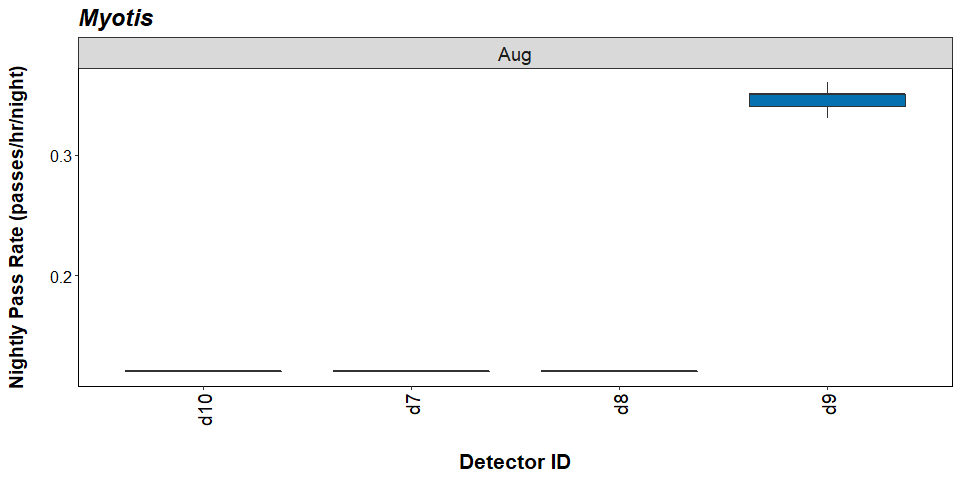 Myotis
Aug
Nightly Pass Rate (passes/hr/night)
0.3
0.2
d10
d7
d8
d9
Detector ID